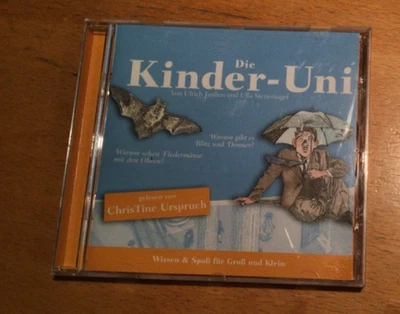 Die
Kinder-Uni
Von Ulrich Janßen und Ulla Steuernagel
Warum gibt es
Blitz und Donner?
Warum sehen Fledermäuse
mit den Ohren?
gelesen von
ChrisTine Urspruch
Wissen & Spaß für Groß und Klein